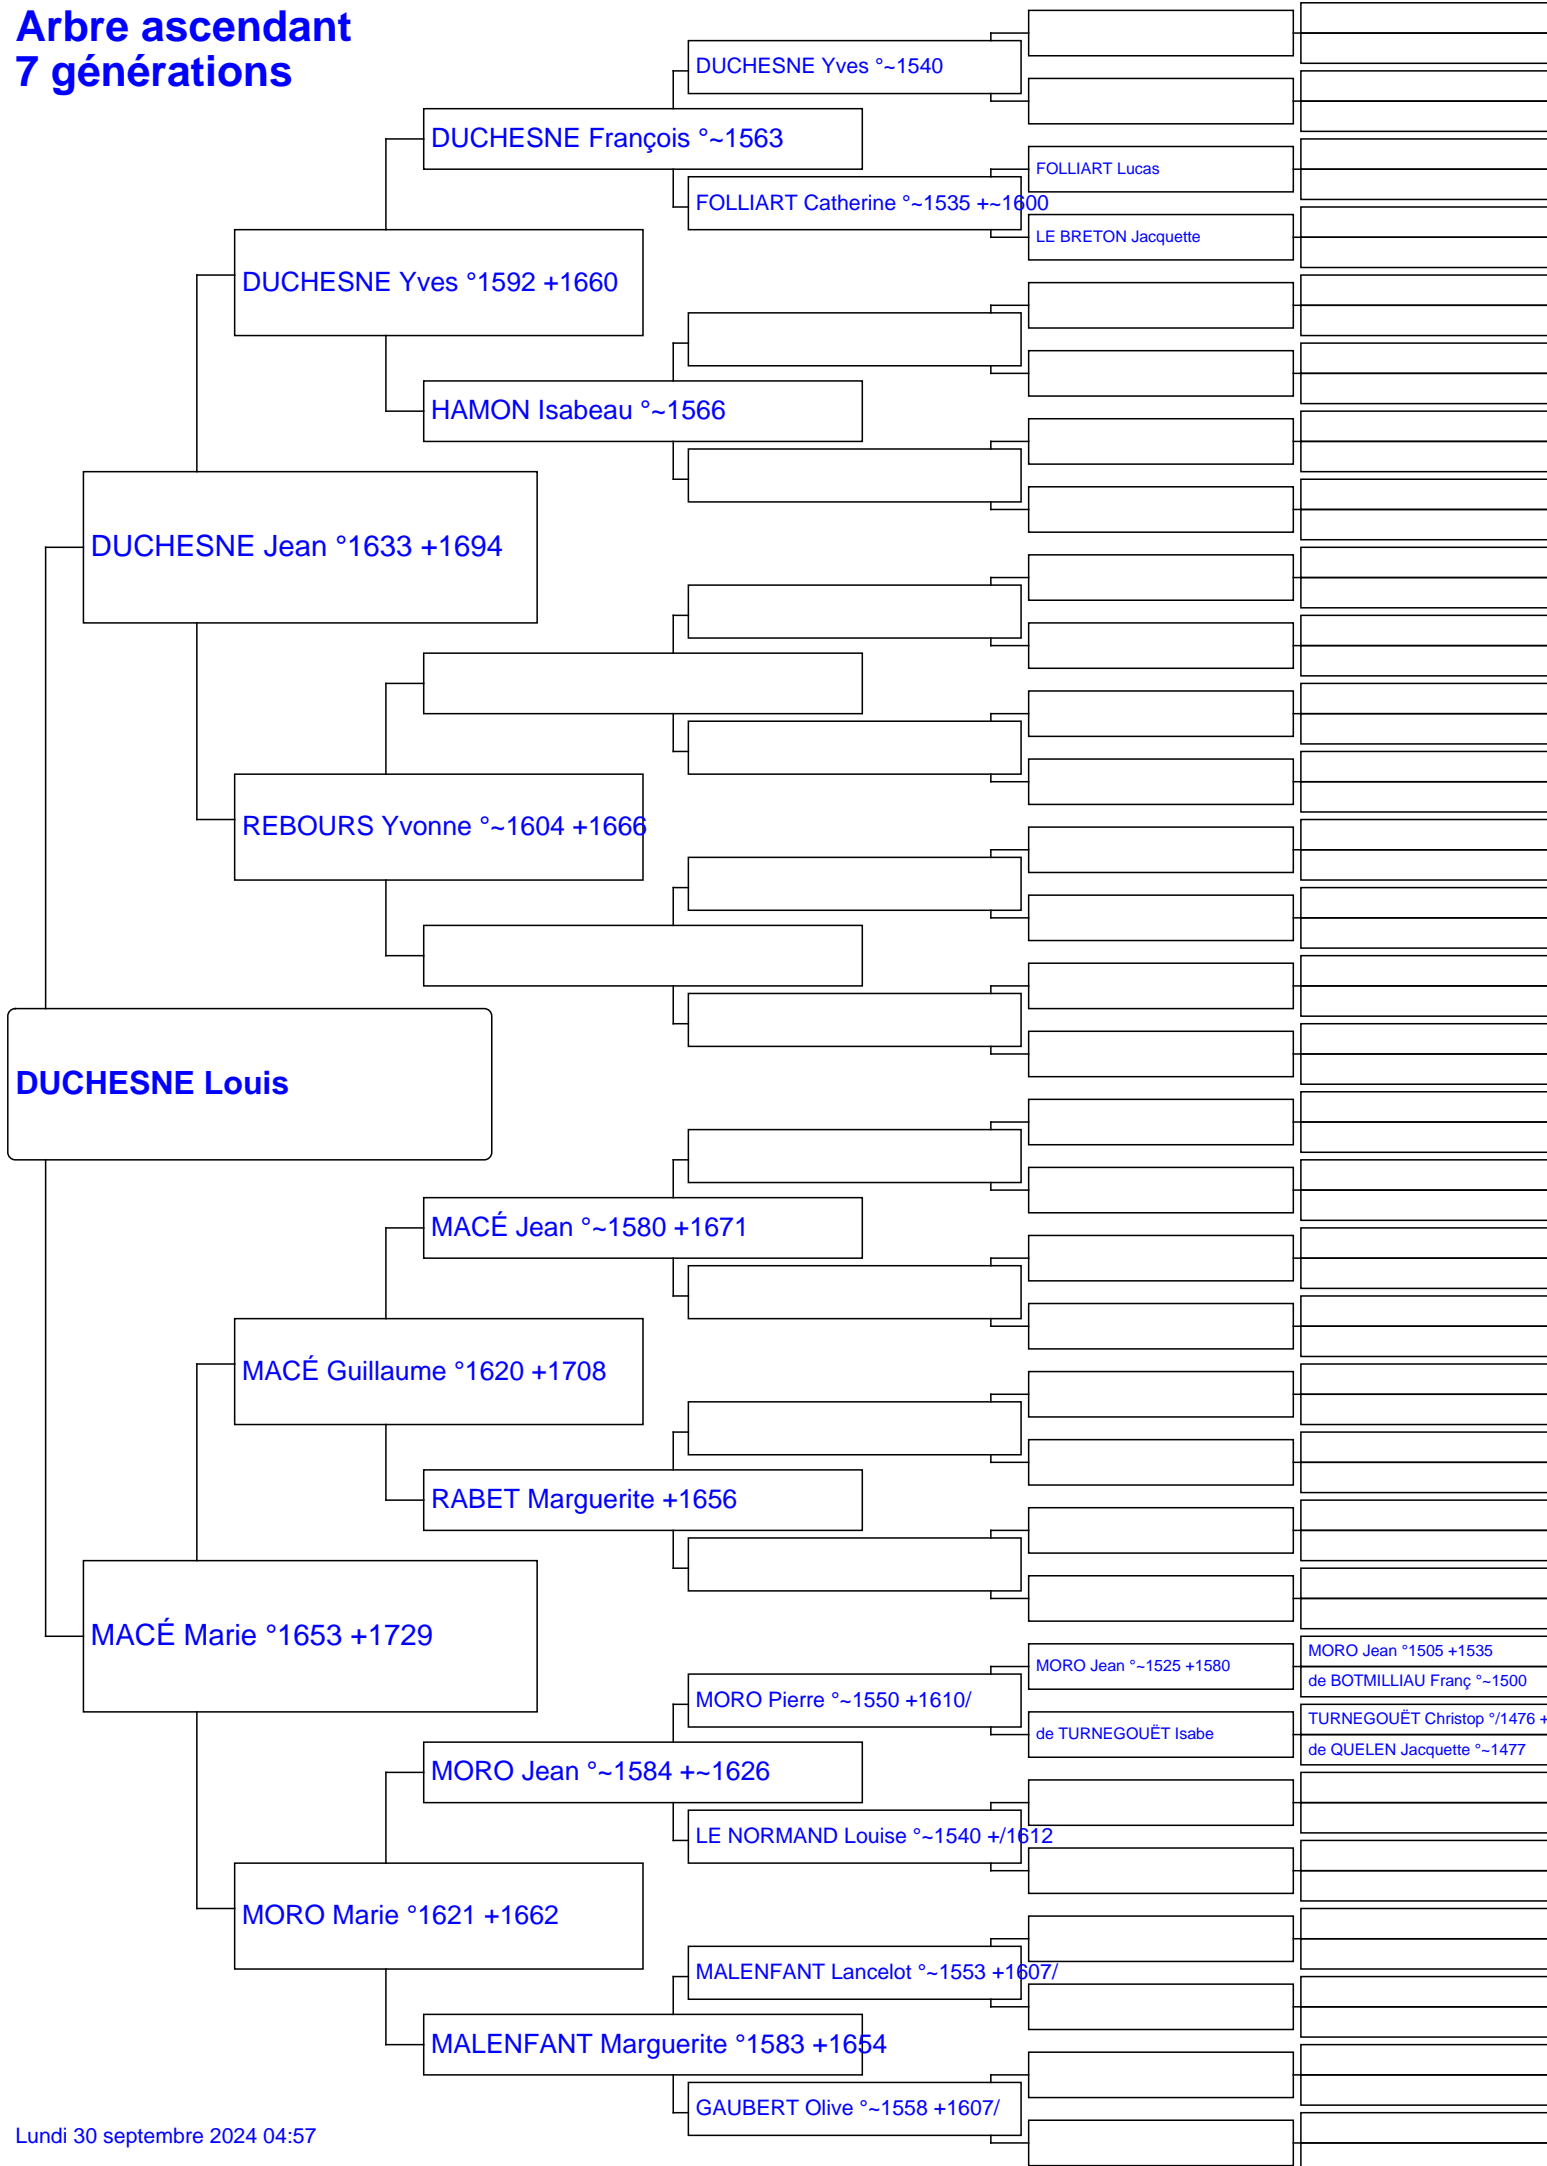 Arbre ascendant
7 générations
DUCHESNE Yves °~1540
DUCHESNE François °~1563
FOLLIART Lucas
FOLLIART Catherine °~1535 +~1600
LE BRETON Jacquette
DUCHESNE Yves °1592 +1660
HAMON Isabeau °~1566
DUCHESNE Jean °1633 +1694
REBOURS Yvonne °~1604 +1666
DUCHESNE Louis
MACÉ Jean °~1580 +1671
MACÉ Guillaume °1620 +1708
RABET Marguerite +1656
MACÉ Marie °1653 +1729
MORO Jean °1505 +1535
MORO Jean °~1525 +1580
de BOTMILLIAU Franç °~1500
MORO Pierre °~1550 +1610/
TURNEGOUËT Christop °/1476 +
de TURNEGOUËT Isabe
de QUELEN Jacquette °~1477
MORO Jean °~1584 +~1626
LE NORMAND Louise °~1540 +/1612
MORO Marie °1621 +1662
MALENFANT Lancelot °~1553 +1607/
MALENFANT Marguerite °1583 +1654
GAUBERT Olive °~1558 +1607/
Lundi 30 septembre 2024 04:57